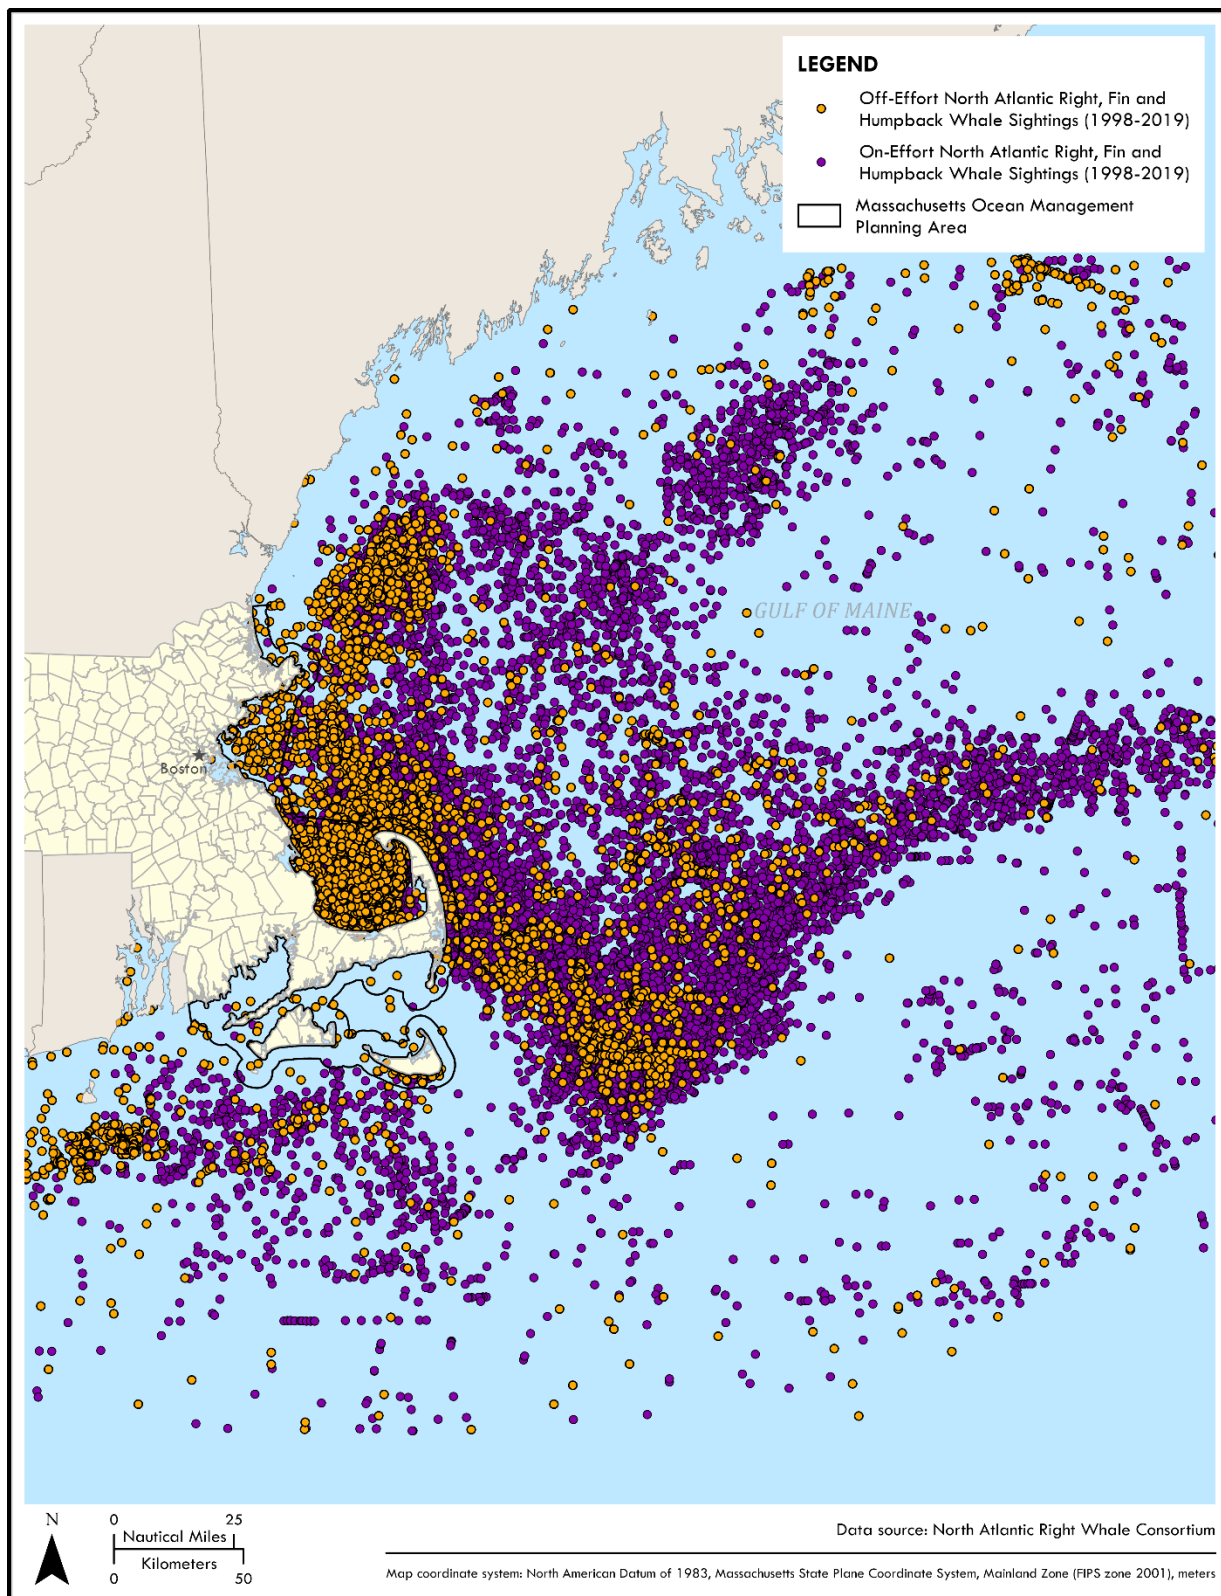 LEGEND
Off-Effort North Atlantic Right, Fin and
Humpback Whale Sightings (1998-2019)
On-Effort North Atlantic Right, Fin and
Humpback Whale Sightings (1998-2019)
Massachusetts Ocean Management
Planning Area
GULF OF MAINE
Boston
N
0 25
Nautical Miles
Kilometers
0 50
Data source: North Atlantic Right Whale Consortium
Map coordinate system: North American Datum of 1983, Massachusetts State Plane Coordinate System, Mainland Zone (FIPS zone 2001), meters